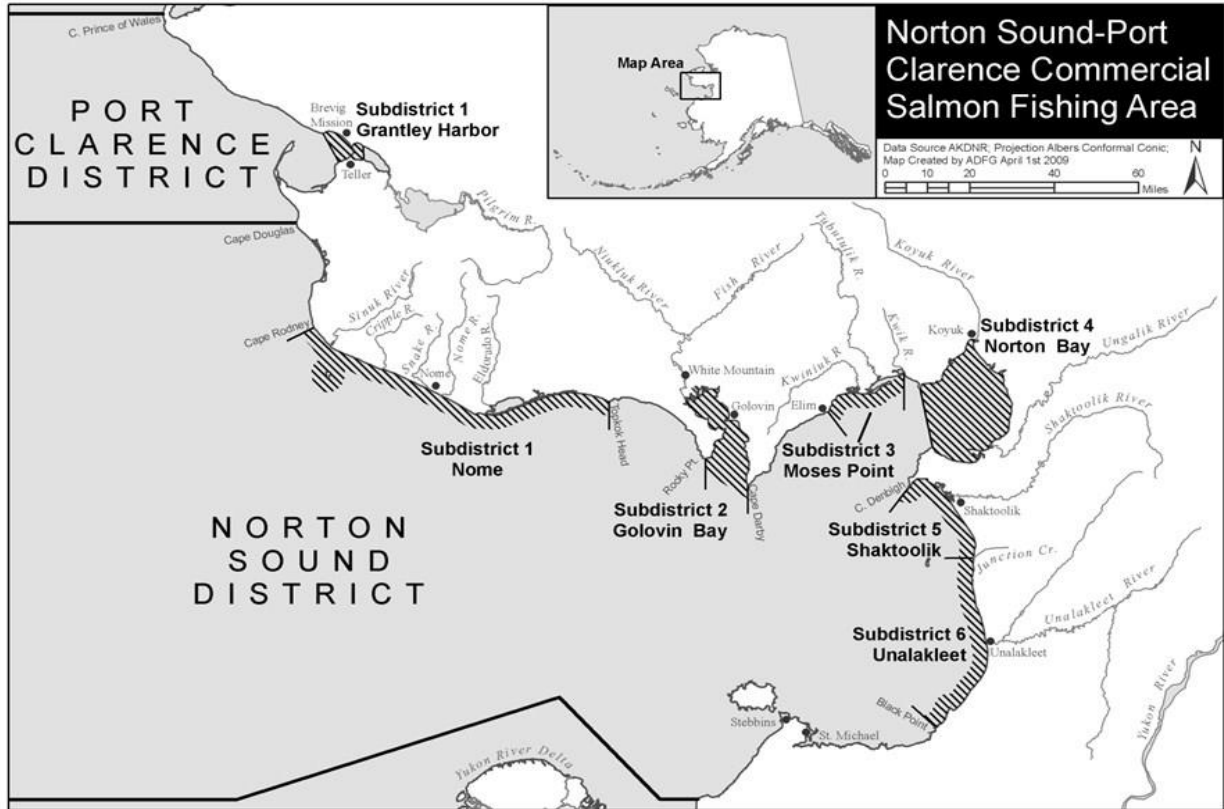 Norton Sound-Port
Clarence Commercial
Salmon Fishing Area
Data Source AKDNR; Projection Albers Conformal Conic;
Map Created by ADFG April 1st 2009
N
0 10 20 40 60
Miles
Map Area
C. Prince of Wales
PORT
CLARENCE
DISTRICT
Brevig
Mission
Subdistrict 1
Grantley Harbor
Teller
Pilgrim R.
Cape Douglas
Cape Rodney
Sinuk River
Cripple R.
Snake R.
Nome R.
Eldorado R.
Nome
Subdistrict 1
Nome
Topkok Head
Niukluk River
Fish River
White Mountain
Golovin
Rocky Pt.
Cape Darby
Subdistrict 2
Golovin Bay
Kwiniuk R.
Tubutulik R.
Kwik R.
Elim
Subdistrict 3
Moses Point
Koyuk River
Koyuk
Subdistrict 4
Norton Bay
Ungalik River
Shaktoolik River
C. Denbigh
Shaktoolik
Subdistrict 5
Shaktoolik
Junction Cr.
Unalakleet River
Subdistrict 6
Unalakleet
Unalakleet
Black Point
NORTON
SOUND
DISTRICT
Stebbins
St. Michael
Yukon River Delta
Yukon River